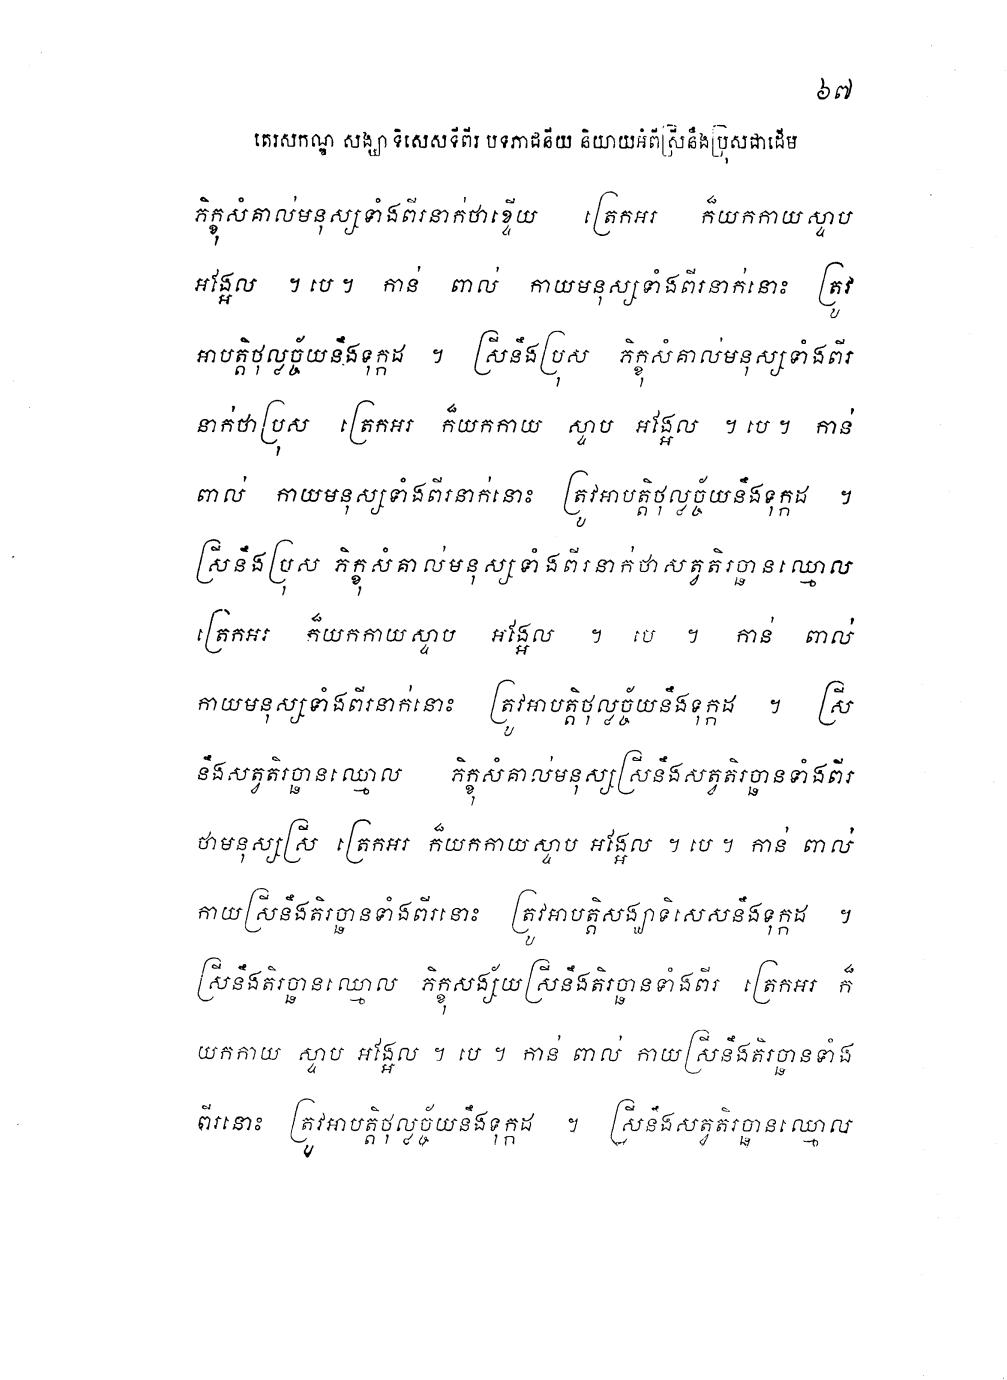 ៦៧
តេរសកណ្ឌ សង្ឃាទិសេសទីពីរ បទភាជនីយ និយាយអំពីស្រីនឹងប្រុសជាដើម
ភិក្ខុសំគាល់មនុស្សទាំងពីរនាក់ថាខ្ទើយ ត្រេកអរ ក៏យកកាយស្ទាប
អង្អែល ។ បេ ។ កាន់ ពាល់ កាយមនុស្សទាំងពីរនាក់នោះ ត្រូវ
អាបត្តិថុល្លច្ច័យនឹងទុក្កដ ។ ស្រីនឹងប្រុស ភិក្ខុសំគាល់មនុស្សទាំងពីរ
នាក់ថាប្រុស ត្រេកអរ ក៏យកកាយ ស្ទាប អង្អែល ។ បេ ។ កាន់
ពាល់ កាយមនុស្សទាំងពីរនាក់នោះ ត្រូវអាបត្តិថុល្លច្ច័យនឹងទុក្កដ ។
ស្រីនឹងប្រុស ភិក្ខុសំគាល់មនុស្សទាំងពីរនាក់ថាសត្វតិរច្ឆានឈ្មោល
ត្រេកអរ ក៏យកកាយស្ទាប អង្អែល ។ បេ ។ កាន់ ពាល់
កាយមនុស្សទាំងពីរនាក់នោះ ត្រូវអាបត្តិថុល្លច្ច័យនឹងទុក្កដ ។ ស្រី
នឹងសត្វតិរច្ឆានឈ្មោល ភិក្ខុសំគាល់មនុស្សស្រីនឹងសត្វតិរច្ឆានទាំងពីរ
ថាមនុស្សស្រី ត្រេកអរ ក៏យកកាយស្ទាប អង្អែល ។ បេ ។ កាន់ ពាល់
កាយស្រីនឹងតិរច្ឆានទាំងពីរនោះ ត្រូវអាបត្តិសង្ឃាទិសេសនឹងទុក្កដ ។
ស្រីនឹងតិរច្ឆានឈ្មោល ភិក្ខុសង្ស័យស្រីនឹងតិរច្ឆានទាំងពីរ ត្រេកអរ ក៏
យកកាយ ស្ទាប អង្អែល ។ បេ ។ កាន់ ពាល់ កាយស្រីនឹងតិរច្ឆានទាំង
ពីរនោះ ត្រូវអាបត្តិថុល្លច្ច័យនឹងទុក្កដ ។ ស្រីនឹងសត្វតិរច្ឆានឈ្មោល